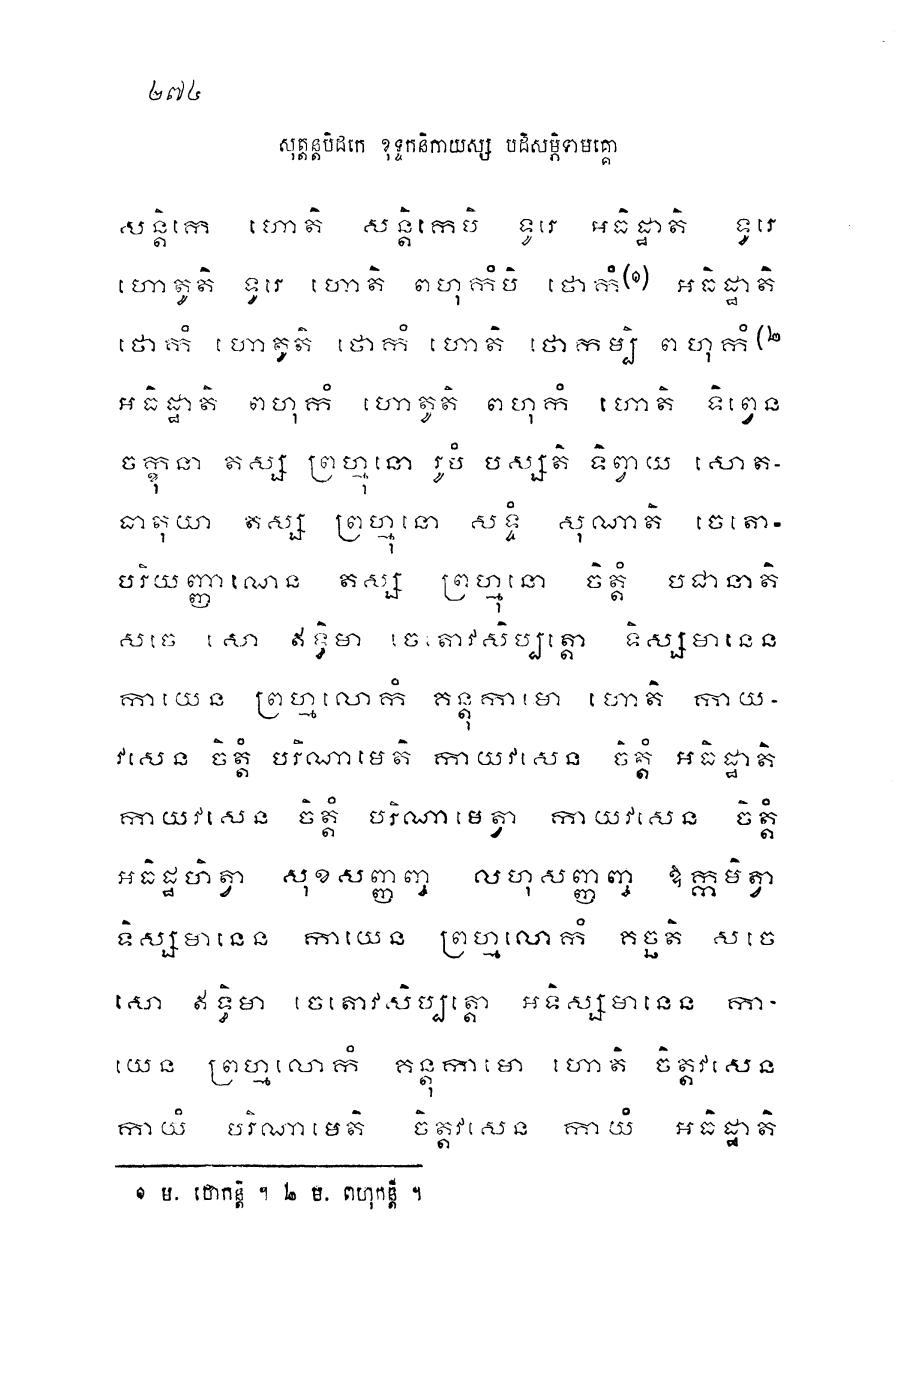 ២៧៤
សុត្តន្តបិដកេ ខុទ្ទកនិកាយស្ស បដិសម្ភិទាមគ្គោ
សន្តិកេ ហោតិ សន្តិកេបិ ទូរេ អធិដ្ឋាតិ ទូរេ
ហោតូតិ ទូរេ ហោតិ ពហុកំបិ ថោកំ(១) អធិដ្ឋាតិ
ថោកំ ហោតូតិ ថោកំ ហោតិ ថោកម្បិ ពហុកំ(២
អធិដ្ឋាតិ ពហុកំ ហោតូតិ ពហុកំ ហោតិ ទិព្វេន
ចក្ខុនា តស្ស ព្រហ្មុនោ រូបំ បស្សតិ ទិព្វាយ សោត-
ធាតុយា តស្ស ព្រហ្មុនោ សទ្ទំ សុណាតិ ចេតោ-
បរិយញ្ញាណេន តស្ស ព្រហ្មុនោ ចិត្តំ បជានាតិ
សចេ សោ ឥទ្ធិមា ចេតោវសិប្បត្តោ ទិស្សមានេន
កាយេន ព្រហ្មលោកំ គន្តុកាមោ ហោតិ កាយ-
វសេន ចិត្តំ បរិណាមេតិ កាយវសេន ចិត្តំ អធិដ្ឋាតិ
កាយវសេន ចិត្តំ បរិណាមេត្វា កាយវសេន ចិត្តំ
អធិដ្ឋហិត្វា សុខសញ្ញញ្ច លហុសញ្ញញ្ច ឱក្កមិត្វា
ទិស្សមានេន កាយេន ព្រហ្មលោកំ គច្ឆតិ សចេ
សោ ឥទ្ធិមា ចេតោវសិប្បត្តោ អទិស្សមានេន កា-
យេន ព្រហ្មលោកំ គន្តុកាមោ ហោតិ ចិត្តវសេន
កាយំ បរិណាមេតិ ចិត្តវសេន កាយំ អធិដ្ឋាតិ
១ ម. ថោកន្តិ ។ ២ ម. ពហុកន្តិ ។